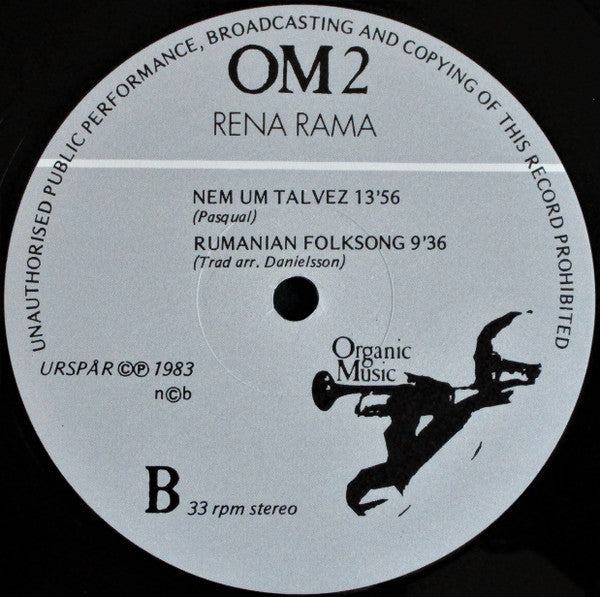 UNAUTHORISED PUBLIC PERFORMANCE, BROADCASTING AND COPYING OF THIS RECORD PROHIBITED
OM 2
RENA RAMA
NEM UM TALVEZ 13'56
(Pasqual)
RUMANIAN FOLKSONG 9'36
(Trad arr. Danielsson)
Organic
Music
URSPÅR ©℗ 1983
n©b
B 33 rpm stereo